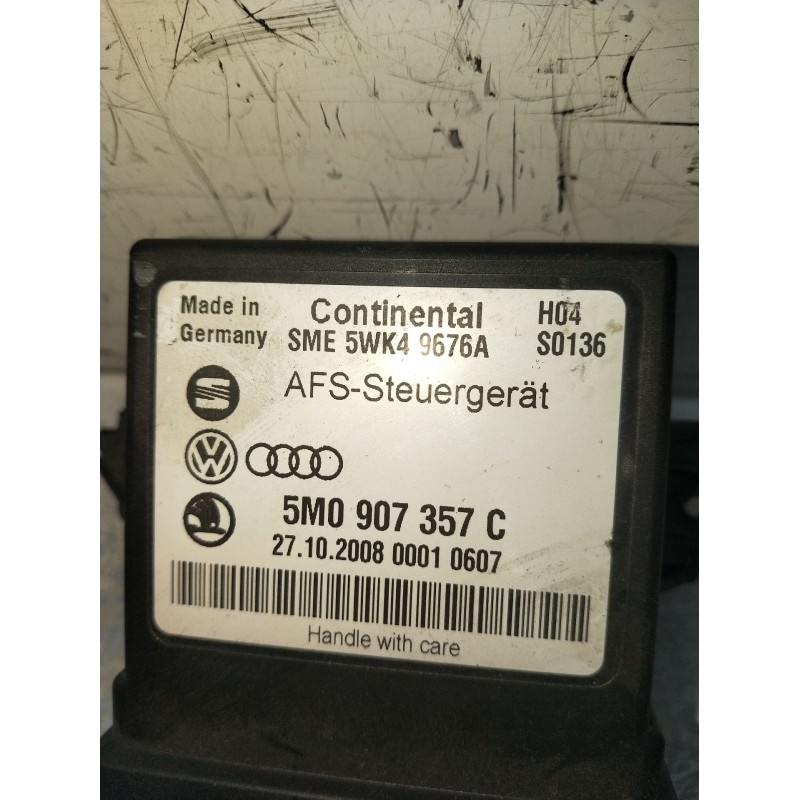 Made in Continental H04
Germany SME 5WK4 9676A S0136
AFS-Steuergerät
5M0 907 357 C
27.10.2008 0001 0607
Handle with care